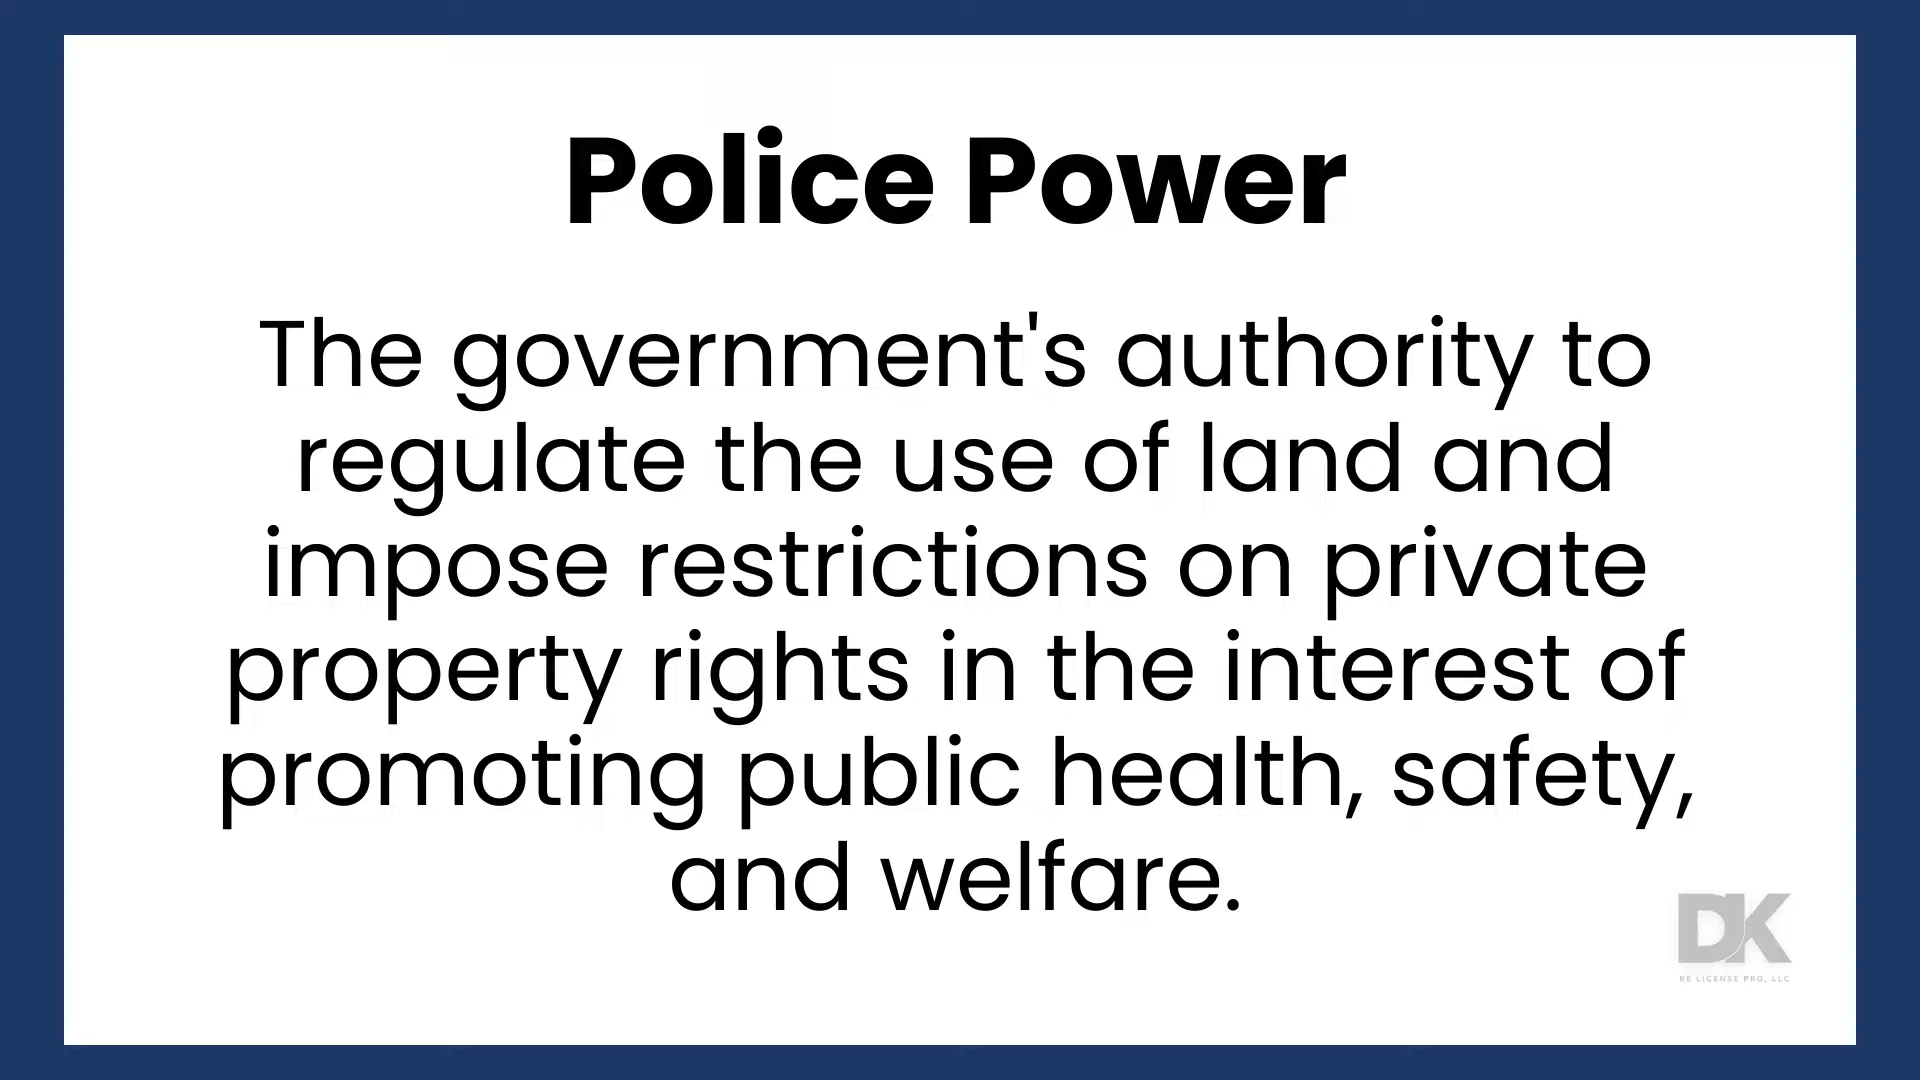 Police Power
The government's authority to
regulate the use of land and
impose restrictions on private
property rights in the interest of
promoting public health, safety,
and welfare.
DK
RE LICENSE PRO, LLC